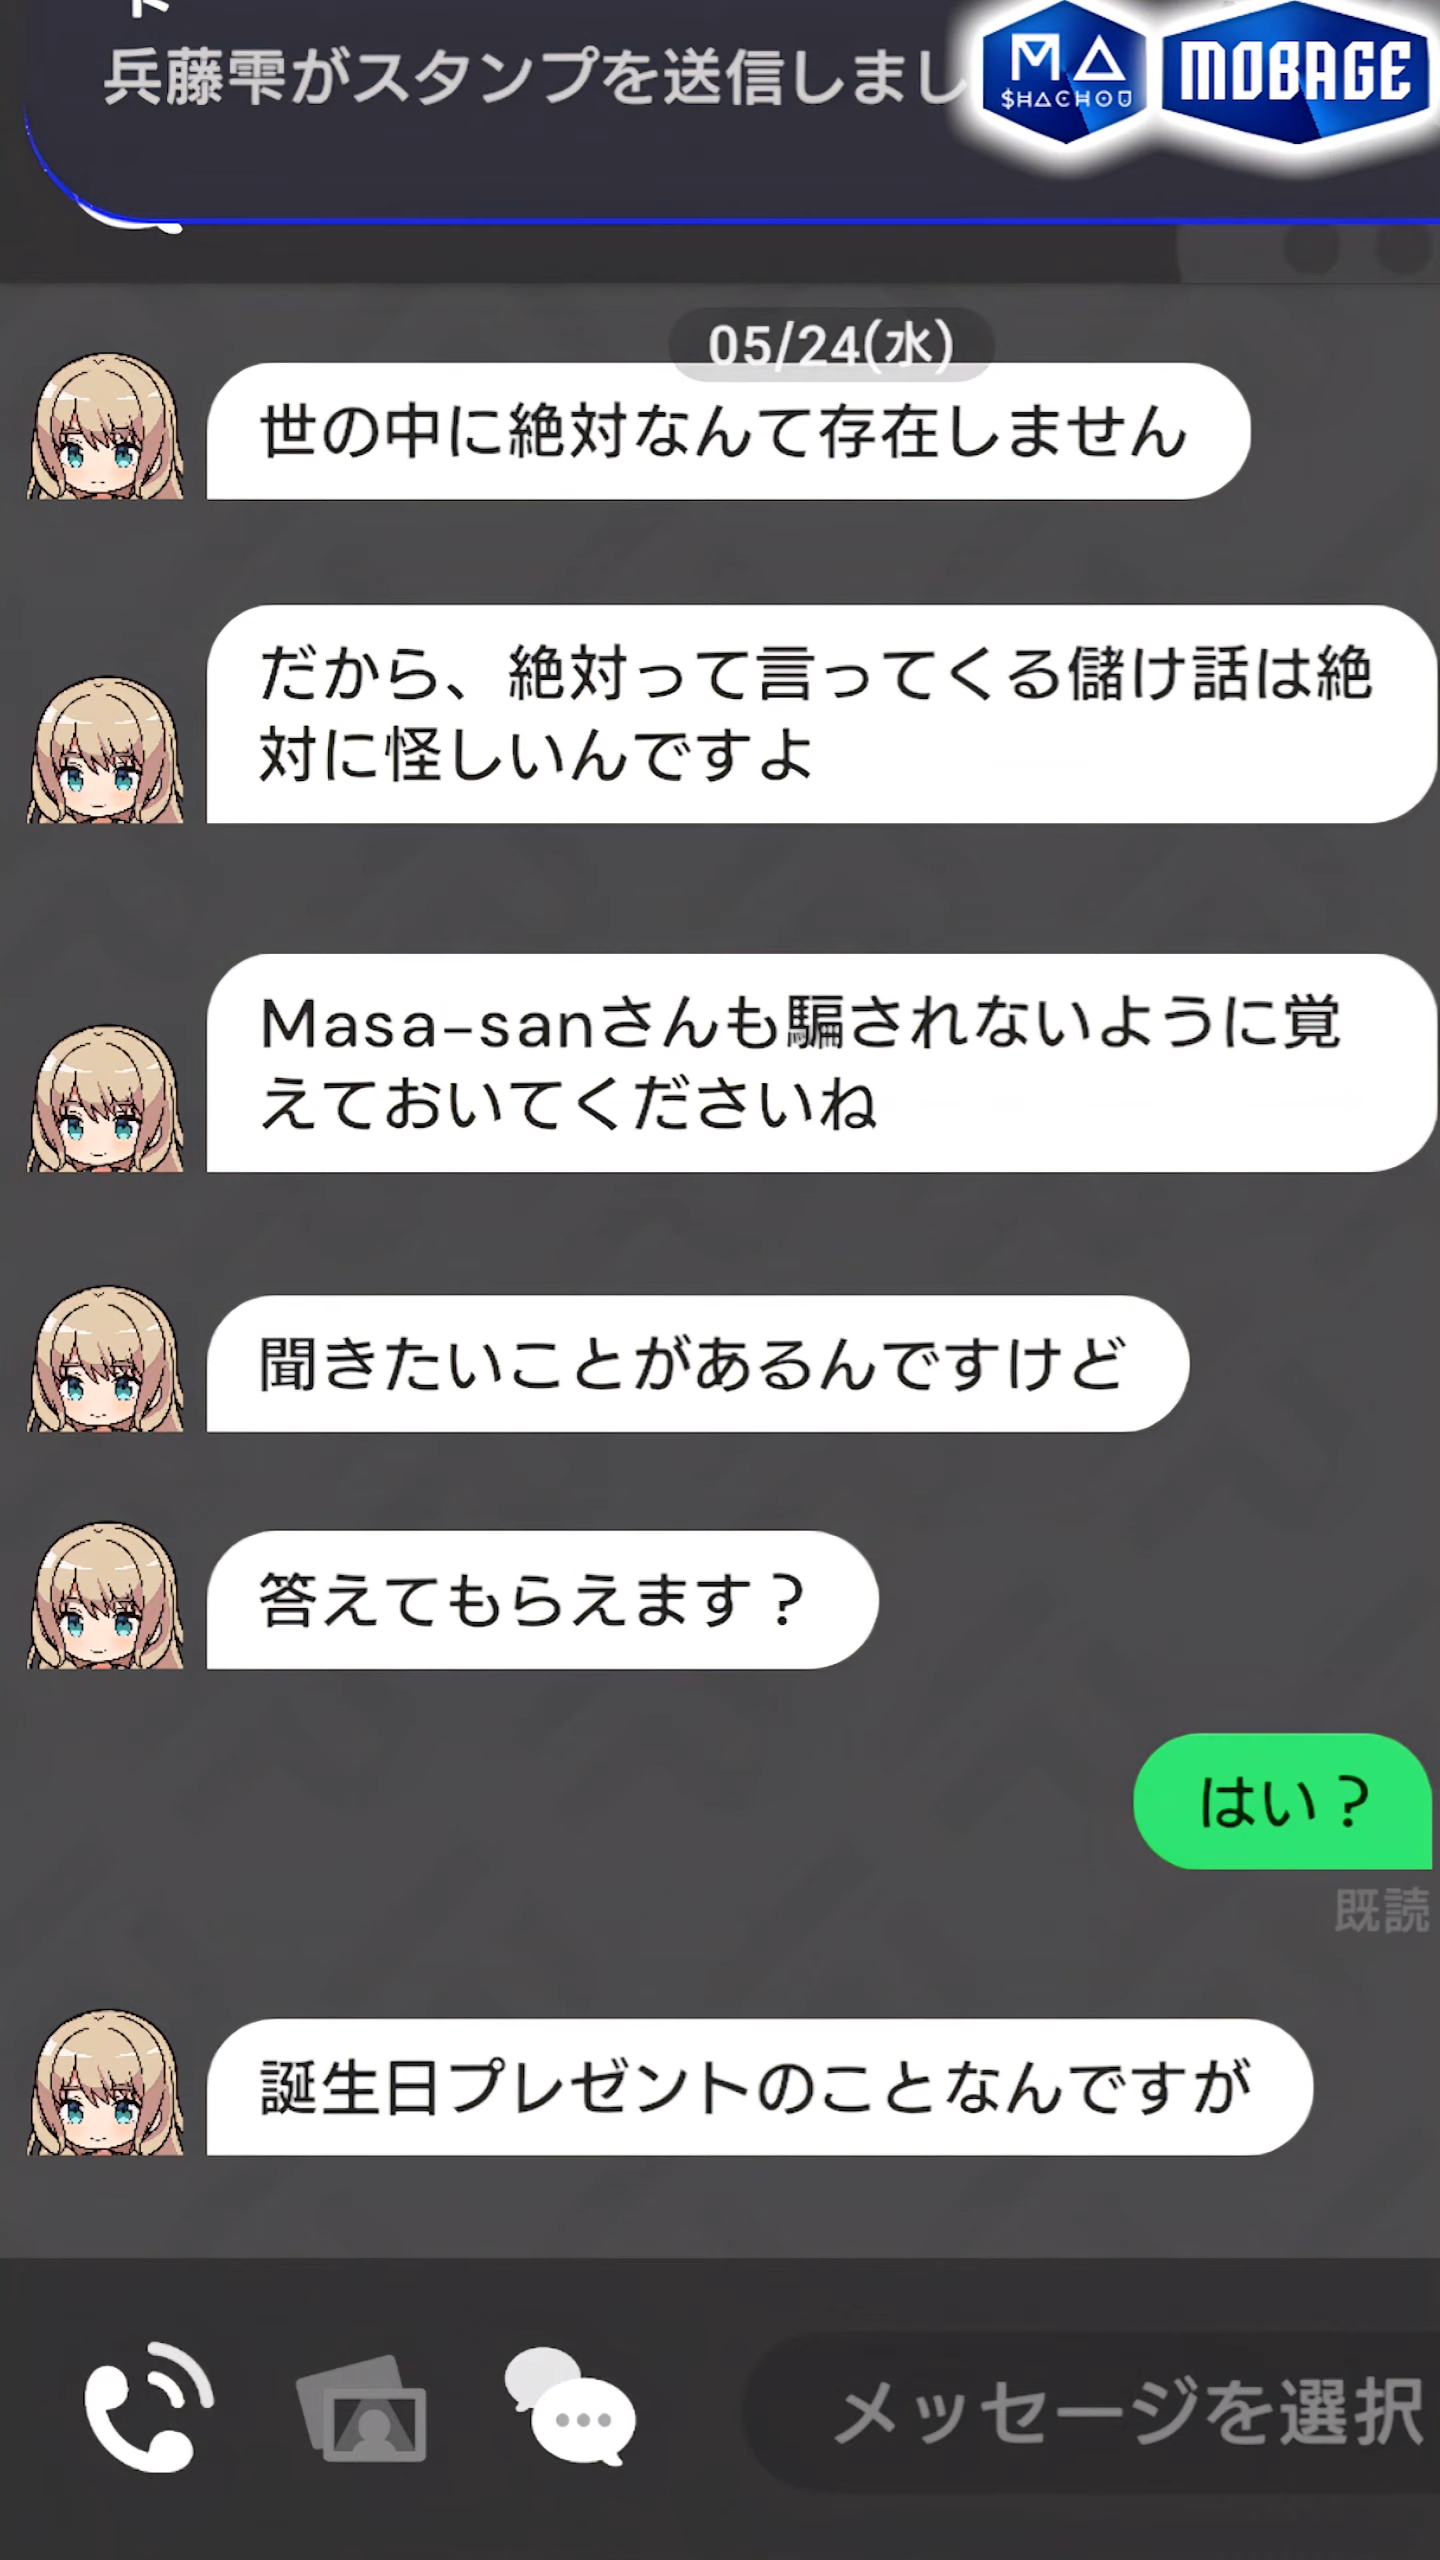 兵藤雫がスタンプを送信しまし
MA
$HACHOU
MOBAGE
05/24(水)
世の中に絶対なんて存在しません
だから、絶対って言ってくる儲け話は絶
対に怪しいんですよ
Masa-sanさんも騙されないように覚
えておいてくださいね
聞きたいことがあるんですけど
答えてもらえます？
はい？
既読
誕生日プレゼントのことなんですが
メッセージを選択